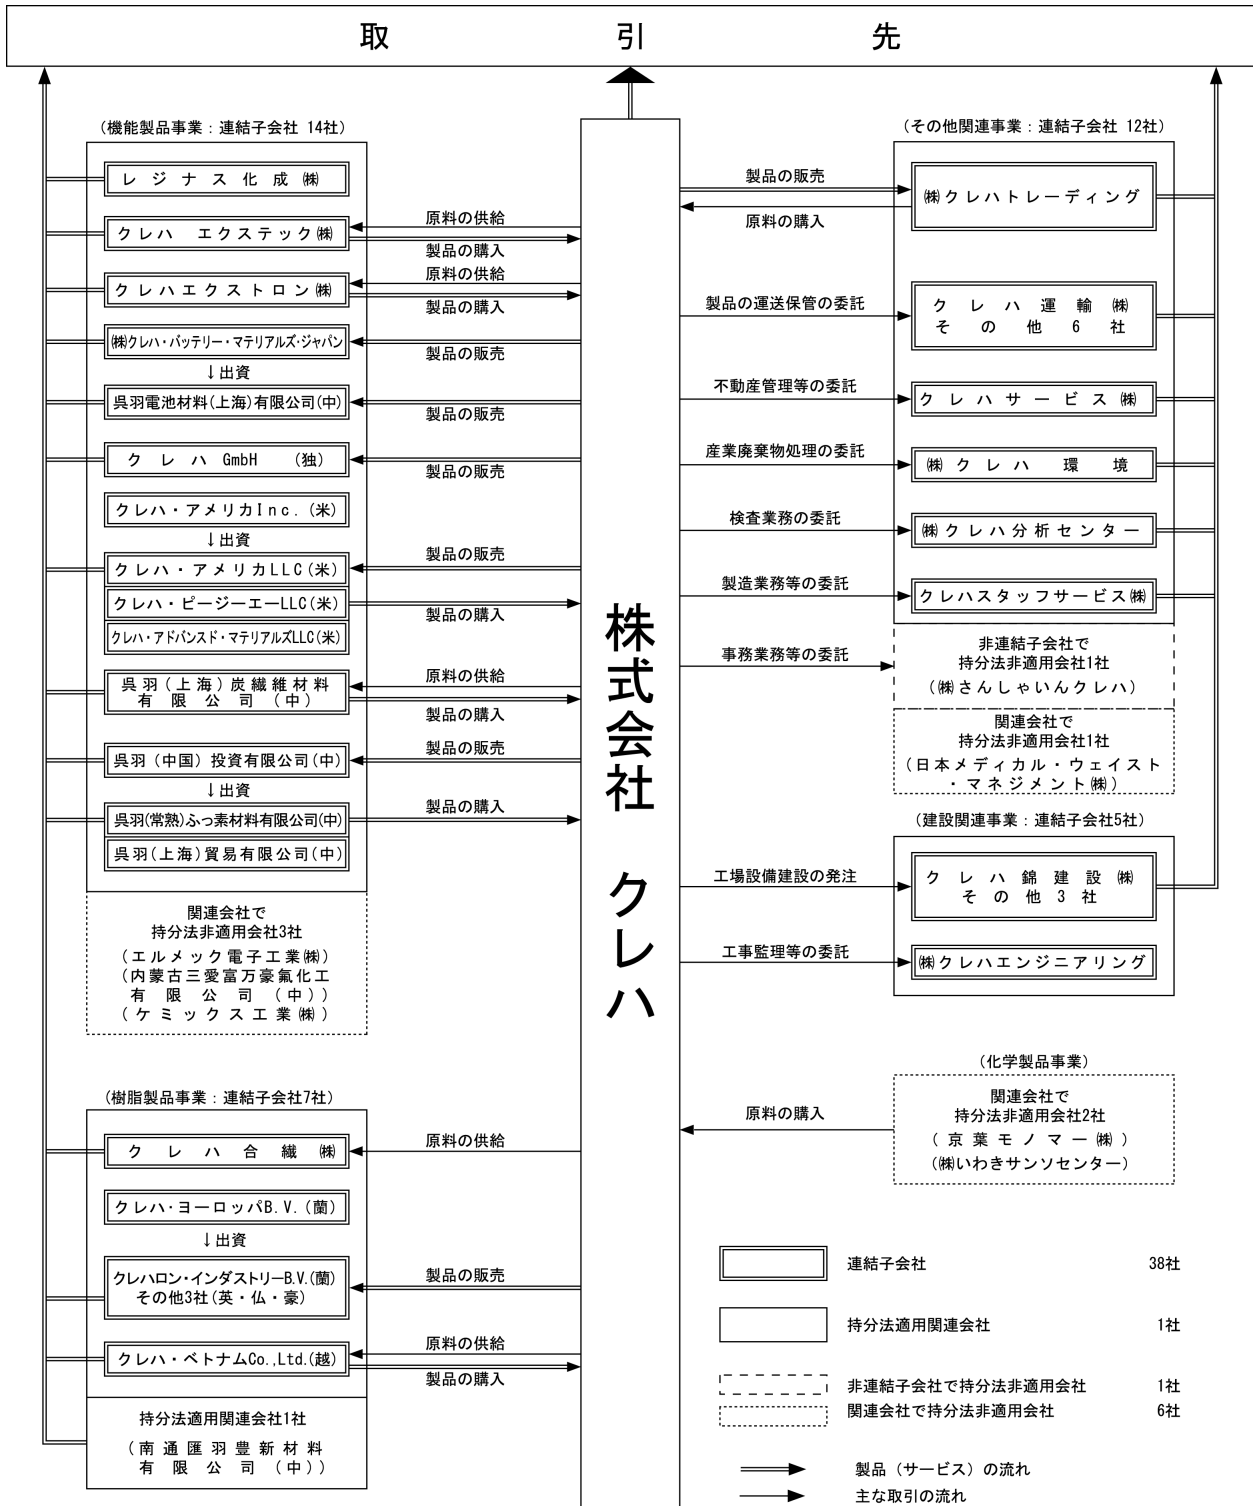 取引先
(機能製品事業：連結子会社 14社)
レジナス化成㈱
クレハ エクステック㈱
原料の供給
製品の購入
クレハエクストロン㈱
原料の供給
製品の購入
㈱クレハ・バッテリー・マテリアルズ・ジャパン
製品の販売
↓出資
呉羽電池材料(上海)有限公司(中)
製品の販売
クレハ GmbH (独)
製品の販売
クレハ・アメリカInc.(米)
↓出資
クレハ・アメリカLLC(米)
製品の販売
クレハ・ピージーエーLLC(米)
製品の購入
クレハ・アドバンスド・マテリアルズLLC(米)
呉羽(上海)炭繊維材料
有限公司(中)
原料の供給
製品の購入
呉羽(中国)投資有限公司(中)
製品の販売
↓出資
呉羽(常熟)ふっ素材料有限公司(中)
製品の購入
呉羽(上海)貿易有限公司(中)
関連会社で
持分法非適用会社3社
(エルメック電子工業㈱)
(内蒙古三愛富万豪氟化工
有限公司(中))
(ケミックス工業㈱)
(樹脂製品事業：連結子会社7社)
クレハ合繊㈱
原料の供給
クレハ・ヨーロッパB.V.(蘭)
↓出資
クレハロン・インダストリーB.V.(蘭)
その他3社(英・仏・豪)
製品の販売
クレハ・ベトナムCo.,Ltd.(越)
原料の供給
製品の購入
持分法適用関連会社1社
(南通匯羽豊新材料
有限公司(中))
株式会社 クレハ
(その他関連事業：連結子会社 12社)
製品の販売
㈱クレハトレーディング
原料の購入
製品の運送保管の委託
クレハ運輸㈱
その他6社
不動産管理等の委託
クレハサービス㈱
産業廃棄物処理の委託
㈱クレハ環境
検査業務の委託
㈱クレハ分析センター
製造業務等の委託
クレハスタッフサービス㈱
事務業務等の委託
非連結子会社で
持分法非適用会社1社
(㈱さんしゃいんクレハ)
関連会社で
持分法非適用会社1社
(日本メディカル・ウェイスト
・マネジメント㈱)
(建設関連事業：連結子会社5社)
工場設備建設の発注
クレハ錦建設㈱
その他3社
工事監理等の委託
㈱クレハエンジニアリング
(化学製品事業)
原料の購入
関連会社で
持分法非適用会社2社
(京葉モノマー㈱)
(㈱いわきサンソセンター)
連結子会社 38社
持分法適用関連会社 1社
非連結子会社で持分法非適用会社 1社
関連会社で持分法非適用会社 6社
製品(サービス)の流れ
主な取引の流れ